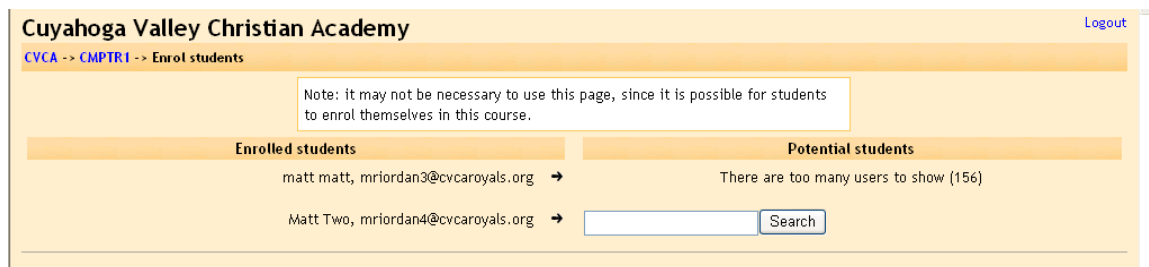 Cuyahoga Valley Christian Academy
Logout
CVCA -> CMPTR1 -> Enrol students
Note: it may not be necessary to use this page, since it is possible for students
to enrol themselves in this course.
Enrolled students
Potential students
matt matt, mriordan3@cvcaroyals.org →
There are too many users to show (156)
Matt Two, mriordan4@cvcaroyals.org →
Search